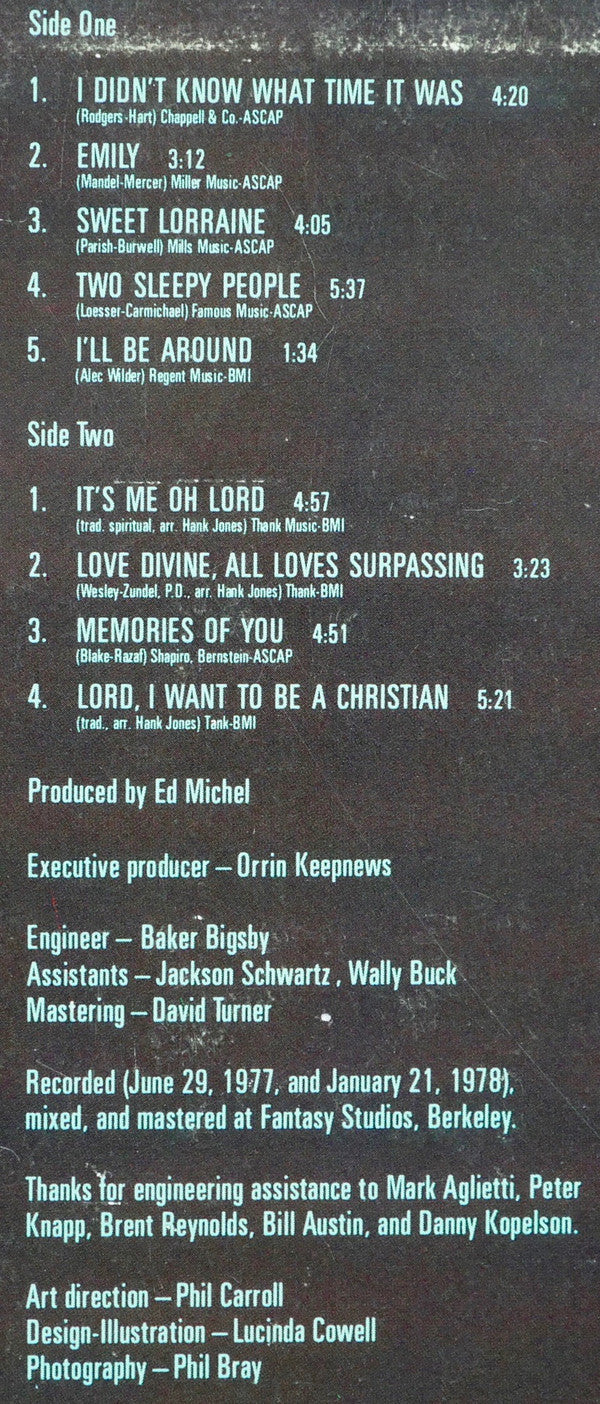 Side One
1. I DIDN'T KNOW WHAT TIME IT WAS 4:20
(Rodgers-Hart) Chappell & Co.-ASCAP
2. EMILY 3:12
(Mandel-Mercer) Miller Music-ASCAP
3. SWEET LORRAINE 4:05
(Parish-Burwell) Mills Music-ASCAP
4. TWO SLEEPY PEOPLE 5:37
(Loesser-Carmichael) Famous Music-ASCAP
5. I'LL BE AROUND 1:34
(Alec Wilder) Regent Music-BMI
Side Two
1. IT'S ME OH LORD 4:57
(trad. spiritual, arr. Hank Jones) Thank Music-BMI
2. LOVE DIVINE, ALL LOVES SURPASSING 3:23
(Wesley-Zundel, P.D., arr. Hank Jones) Thank-BMI
3. MEMORIES OF YOU 4:51
(Blake-Razaf) Shapiro, Bernstein-ASCAP
4. LORD, I WANT TO BE A CHRISTIAN 5:21
(trad., arr. Hank Jones) Tank-BMI
Produced by Ed Michel
Executive producer – Orrin Keepnews
Engineer – Baker Bigsby
Assistants – Jackson Schwartz, Wally Buck
Mastering – David Turner
Recorded (June 29, 1977, and January 21, 1978),
mixed, and mastered at Fantasy Studios, Berkeley.
Thanks for engineering assistance to Mark Aglietti, Peter
Knapp, Brent Reynolds, Bill Austin, and Danny Kopelson.
Art direction – Phil Carroll
Design-Illustration – Lucinda Cowell
Photography – Phil Bray